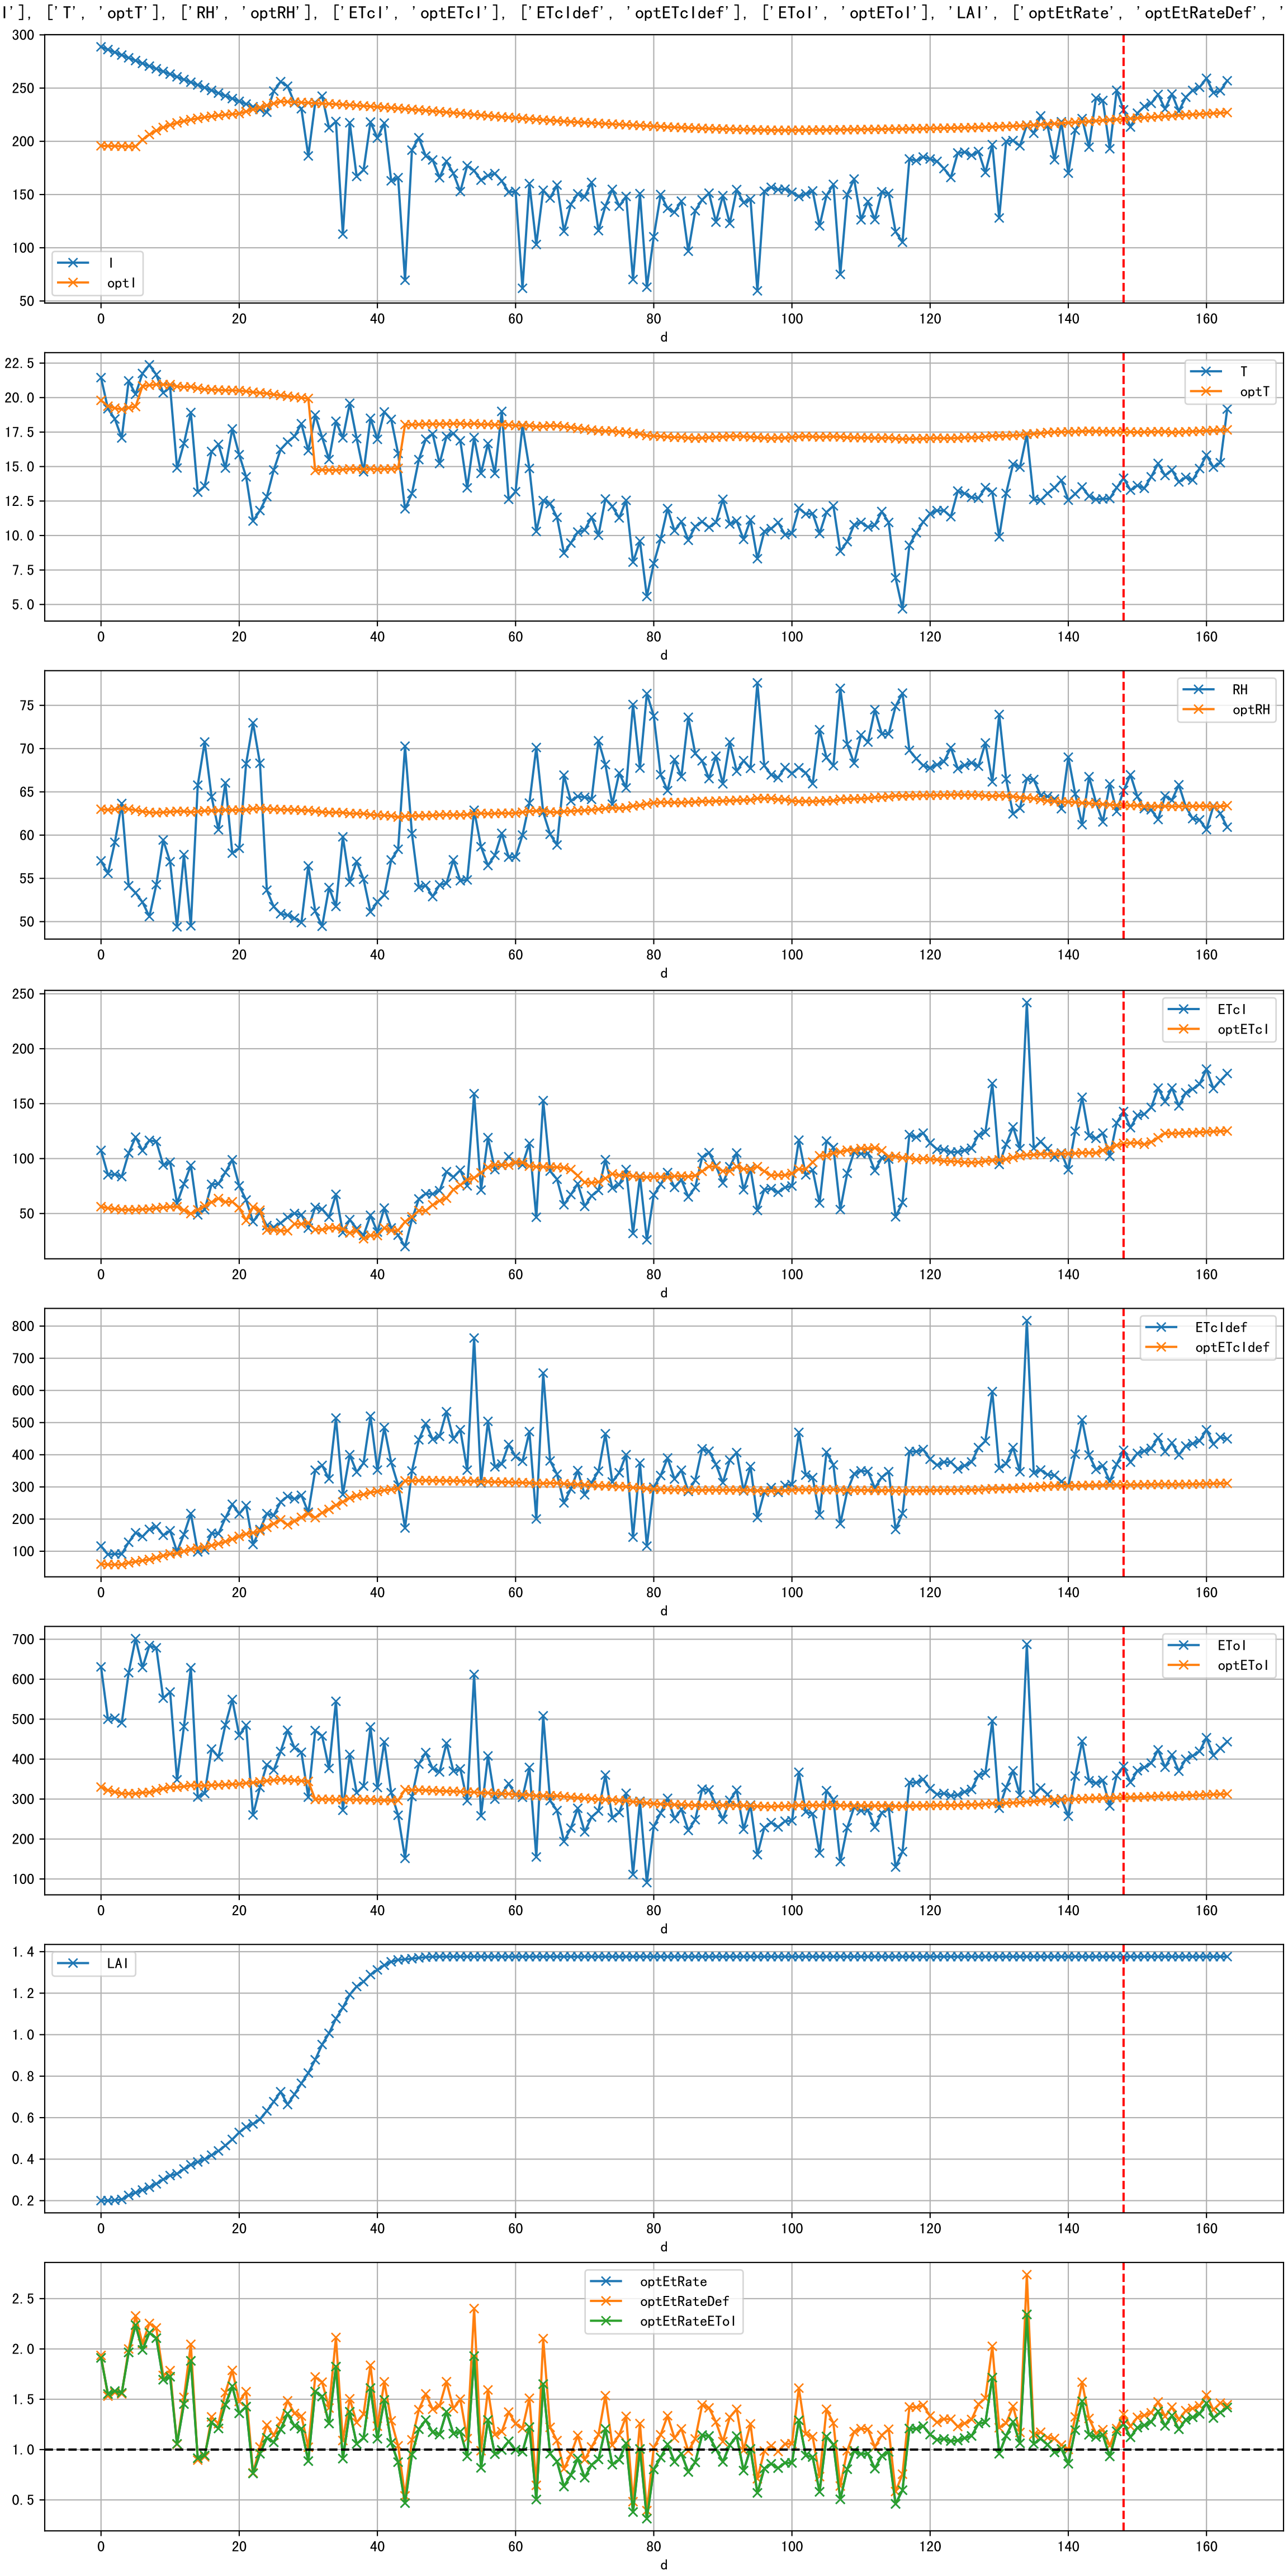 I'], ['T', 'optT'], ['RH', 'optRH'], ['ETcI', 'optETcI'], ['ETcIdef', 'optETcIdef'], ['EToI', 'optEToI'], 'LAI', ['optEtRate', 'optEtRateDef', '
300
250
200
150
100
50
I
optI
0 20 40 60 80 100 120 140 160
d
22.5
20.0
17.5
15.0
12.5
10.0
7.5
5.0
T
optT
0 20 40 60 80 100 120 140 160
d
75
70
65
60
55
50
RH
optRH
0 20 40 60 80 100 120 140 160
d
250
200
150
100
50
ETcI
optETcI
0 20 40 60 80 100 120 140 160
d
800
700
600
500
400
300
200
100
ETcIdef
optETcIdef
0 20 40 60 80 100 120 140 160
d
700
600
500
400
300
200
100
EToI
optEToI
0 20 40 60 80 100 120 140 160
d
1.4
1.2
1.0
0.8
0.6
0.4
0.2
LAI
0 20 40 60 80 100 120 140 160
d
2.5
2.0
1.5
1.0
0.5
optEtRate
optEtRateDef
optEtRateEToI
0 20 40 60 80 100 120 140 160
d